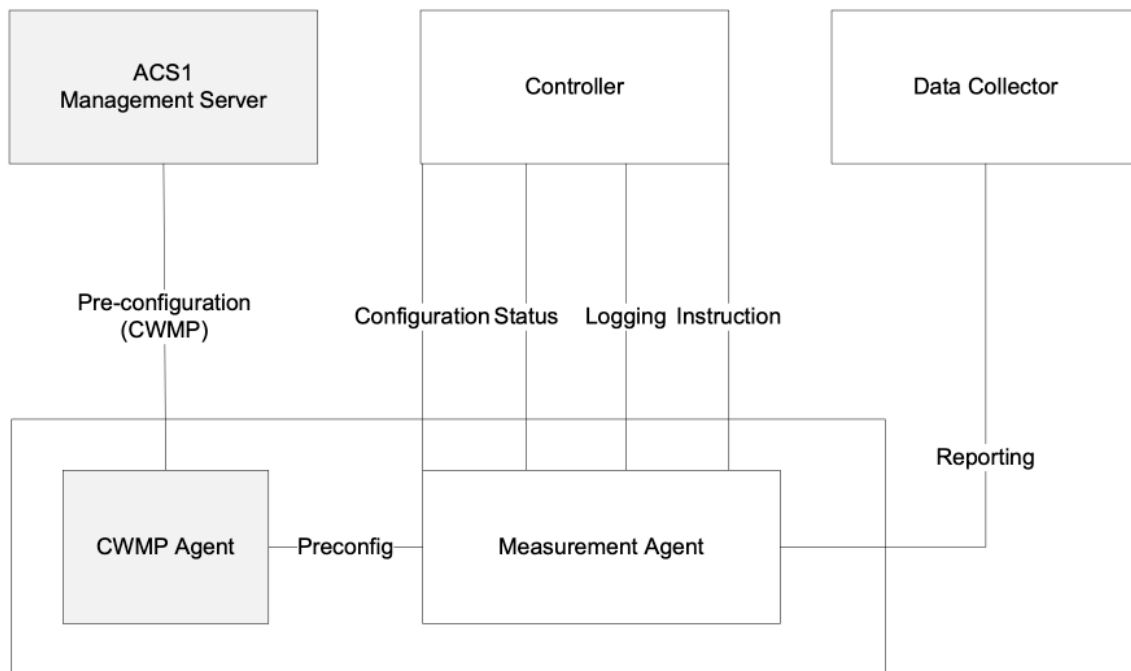 ACS1
Management Server
Controller
Data Collector
Pre-configuration
(CWMP)
Configuration
Status
Logging
Instruction
Reporting
CWMP Agent
Preconfig
Measurement Agent